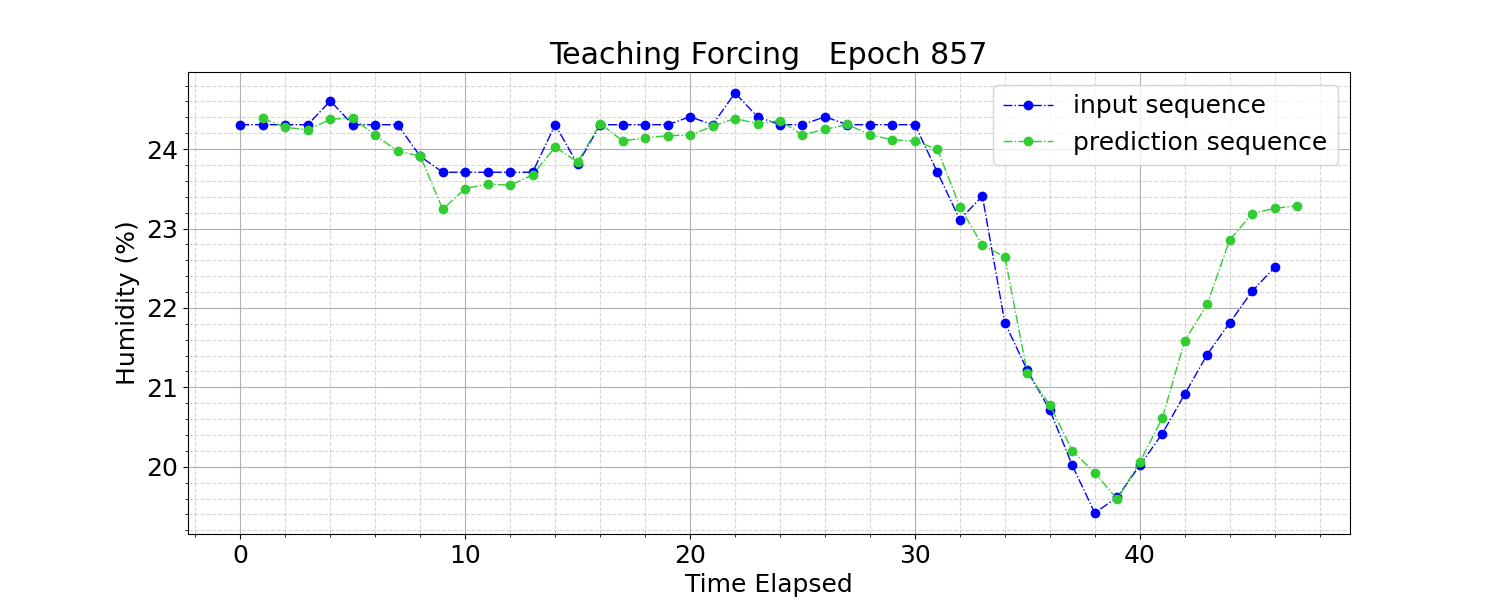 Teaching Forcing   Epoch 857
input sequence
prediction sequence
Humidity (%)
24
23
22
21
20
0 10 20 30 40
Time Elapsed